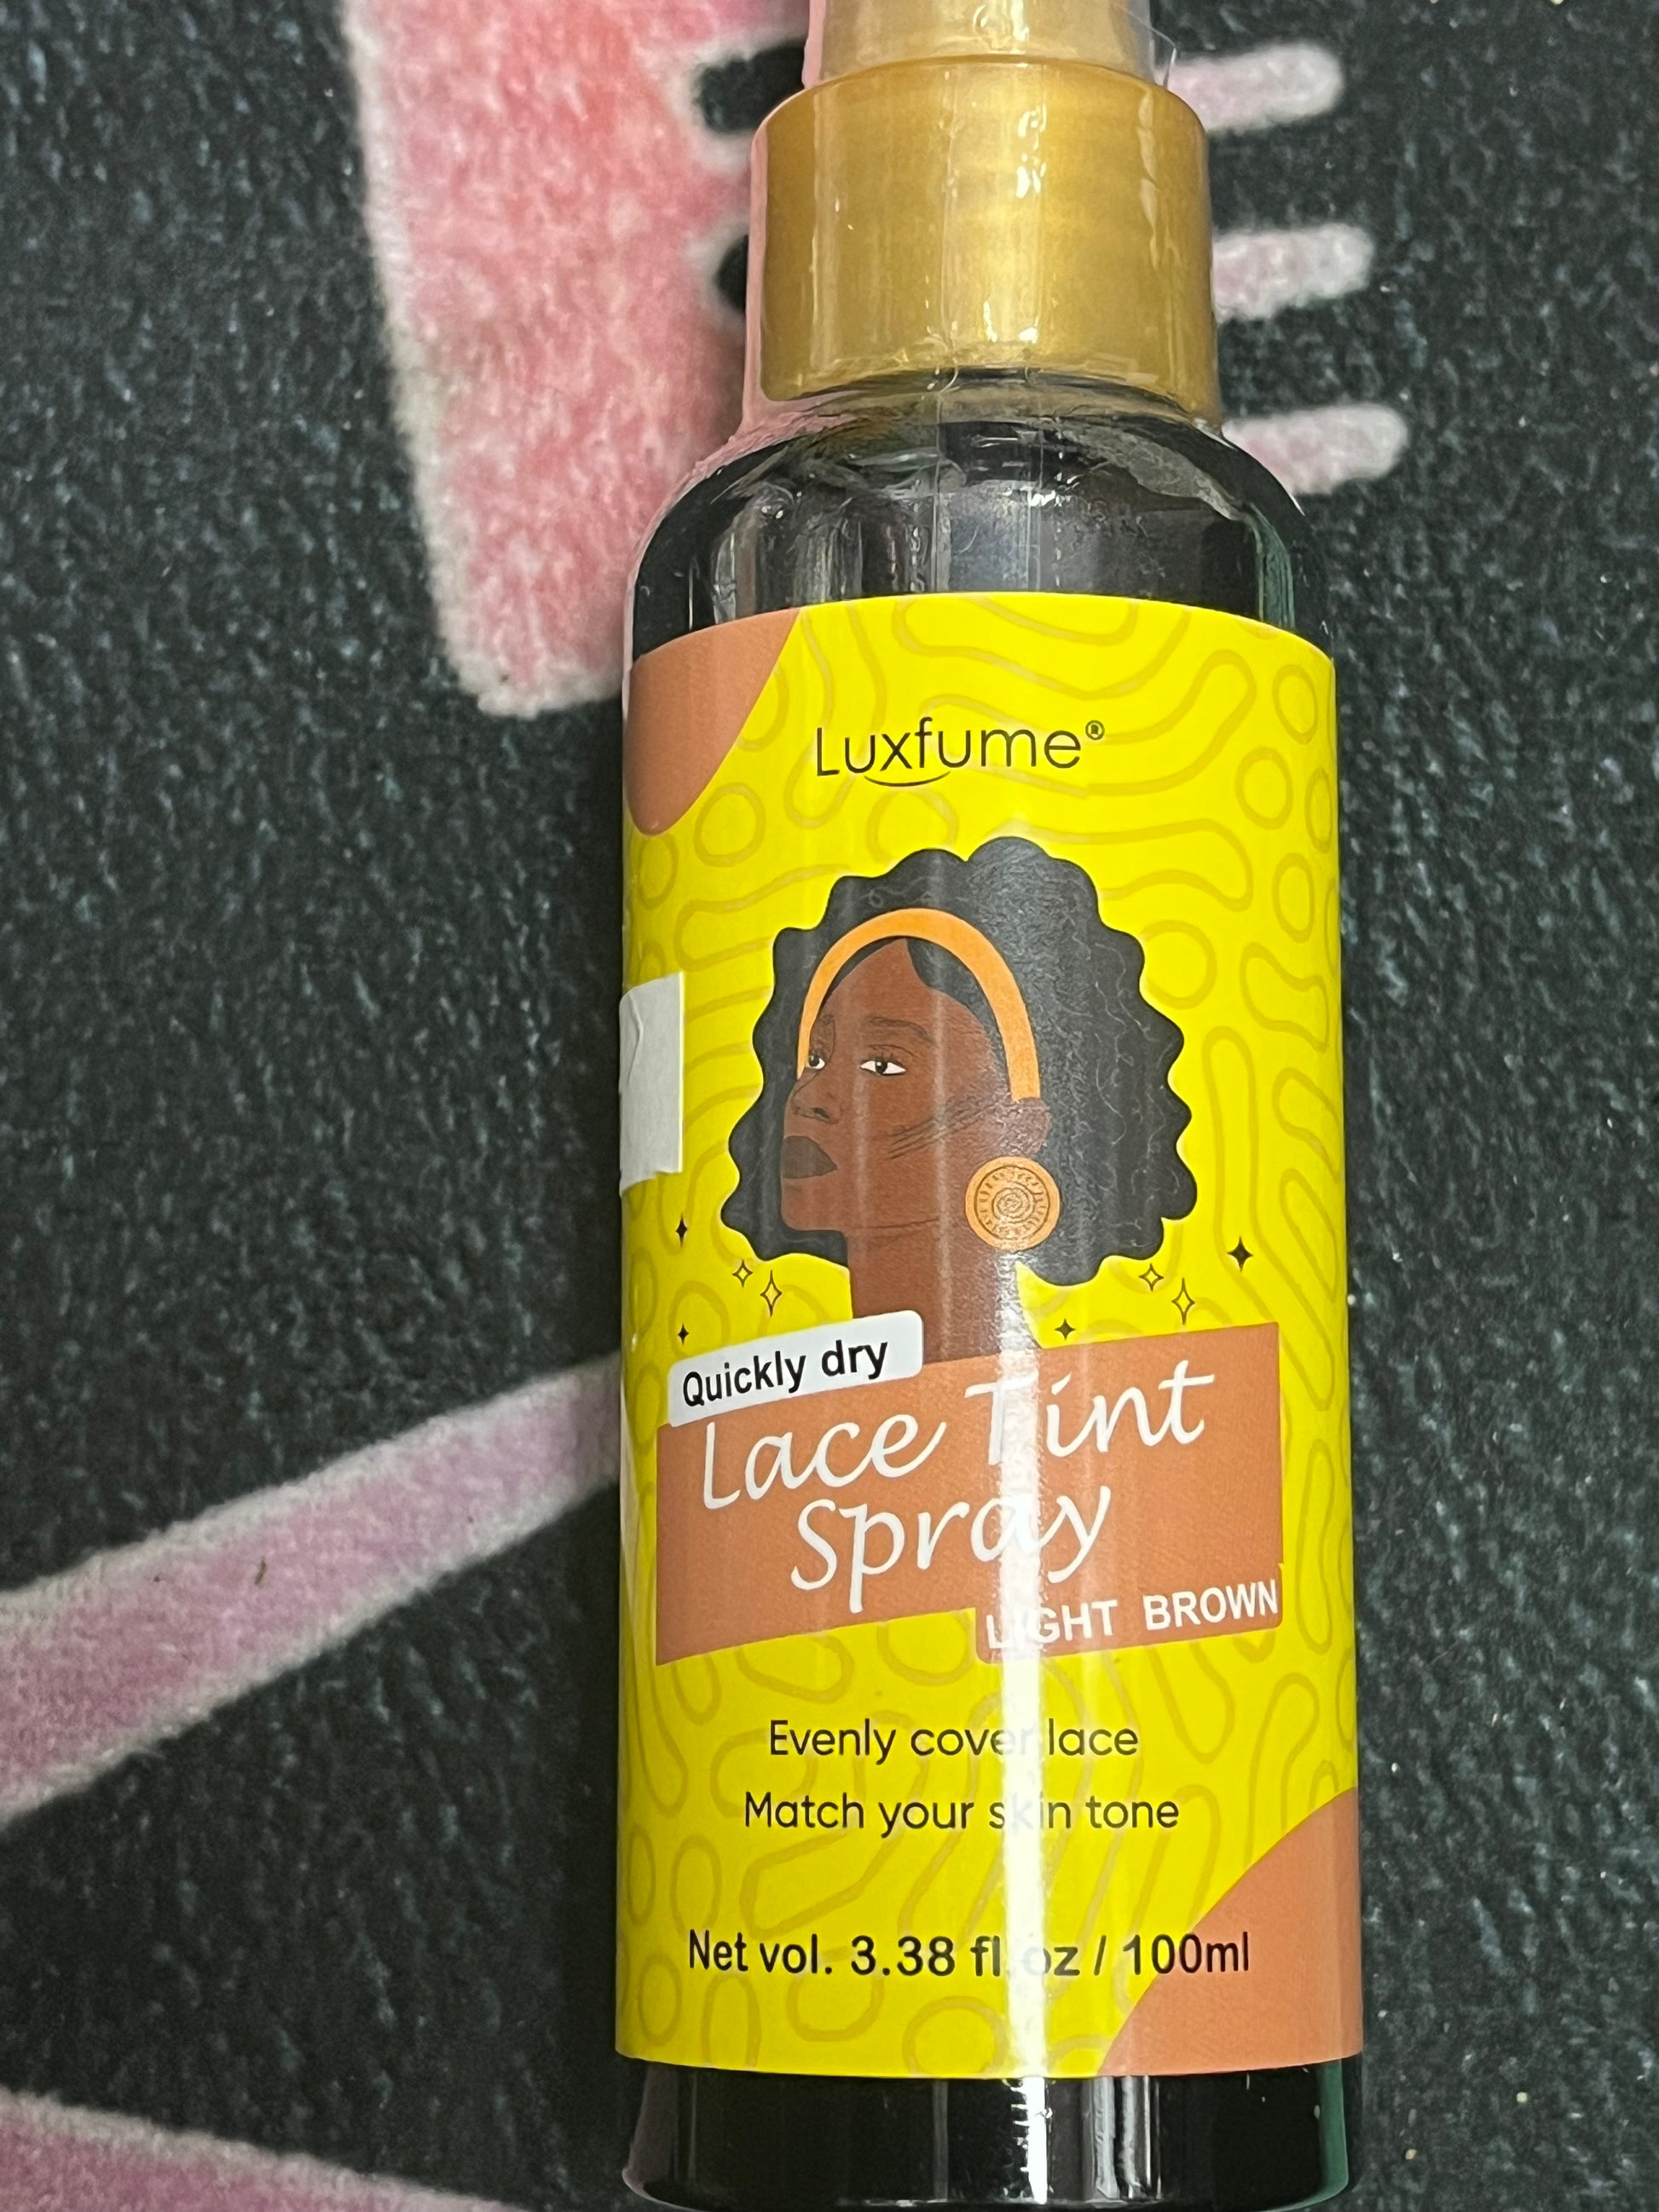 Luxfume®
Quickly dry
Lace Tint
Spray
LIGHT BROWN
Evenly cover lace
Match your skin tone
Net vol. 3.38 fl. oz / 100ml